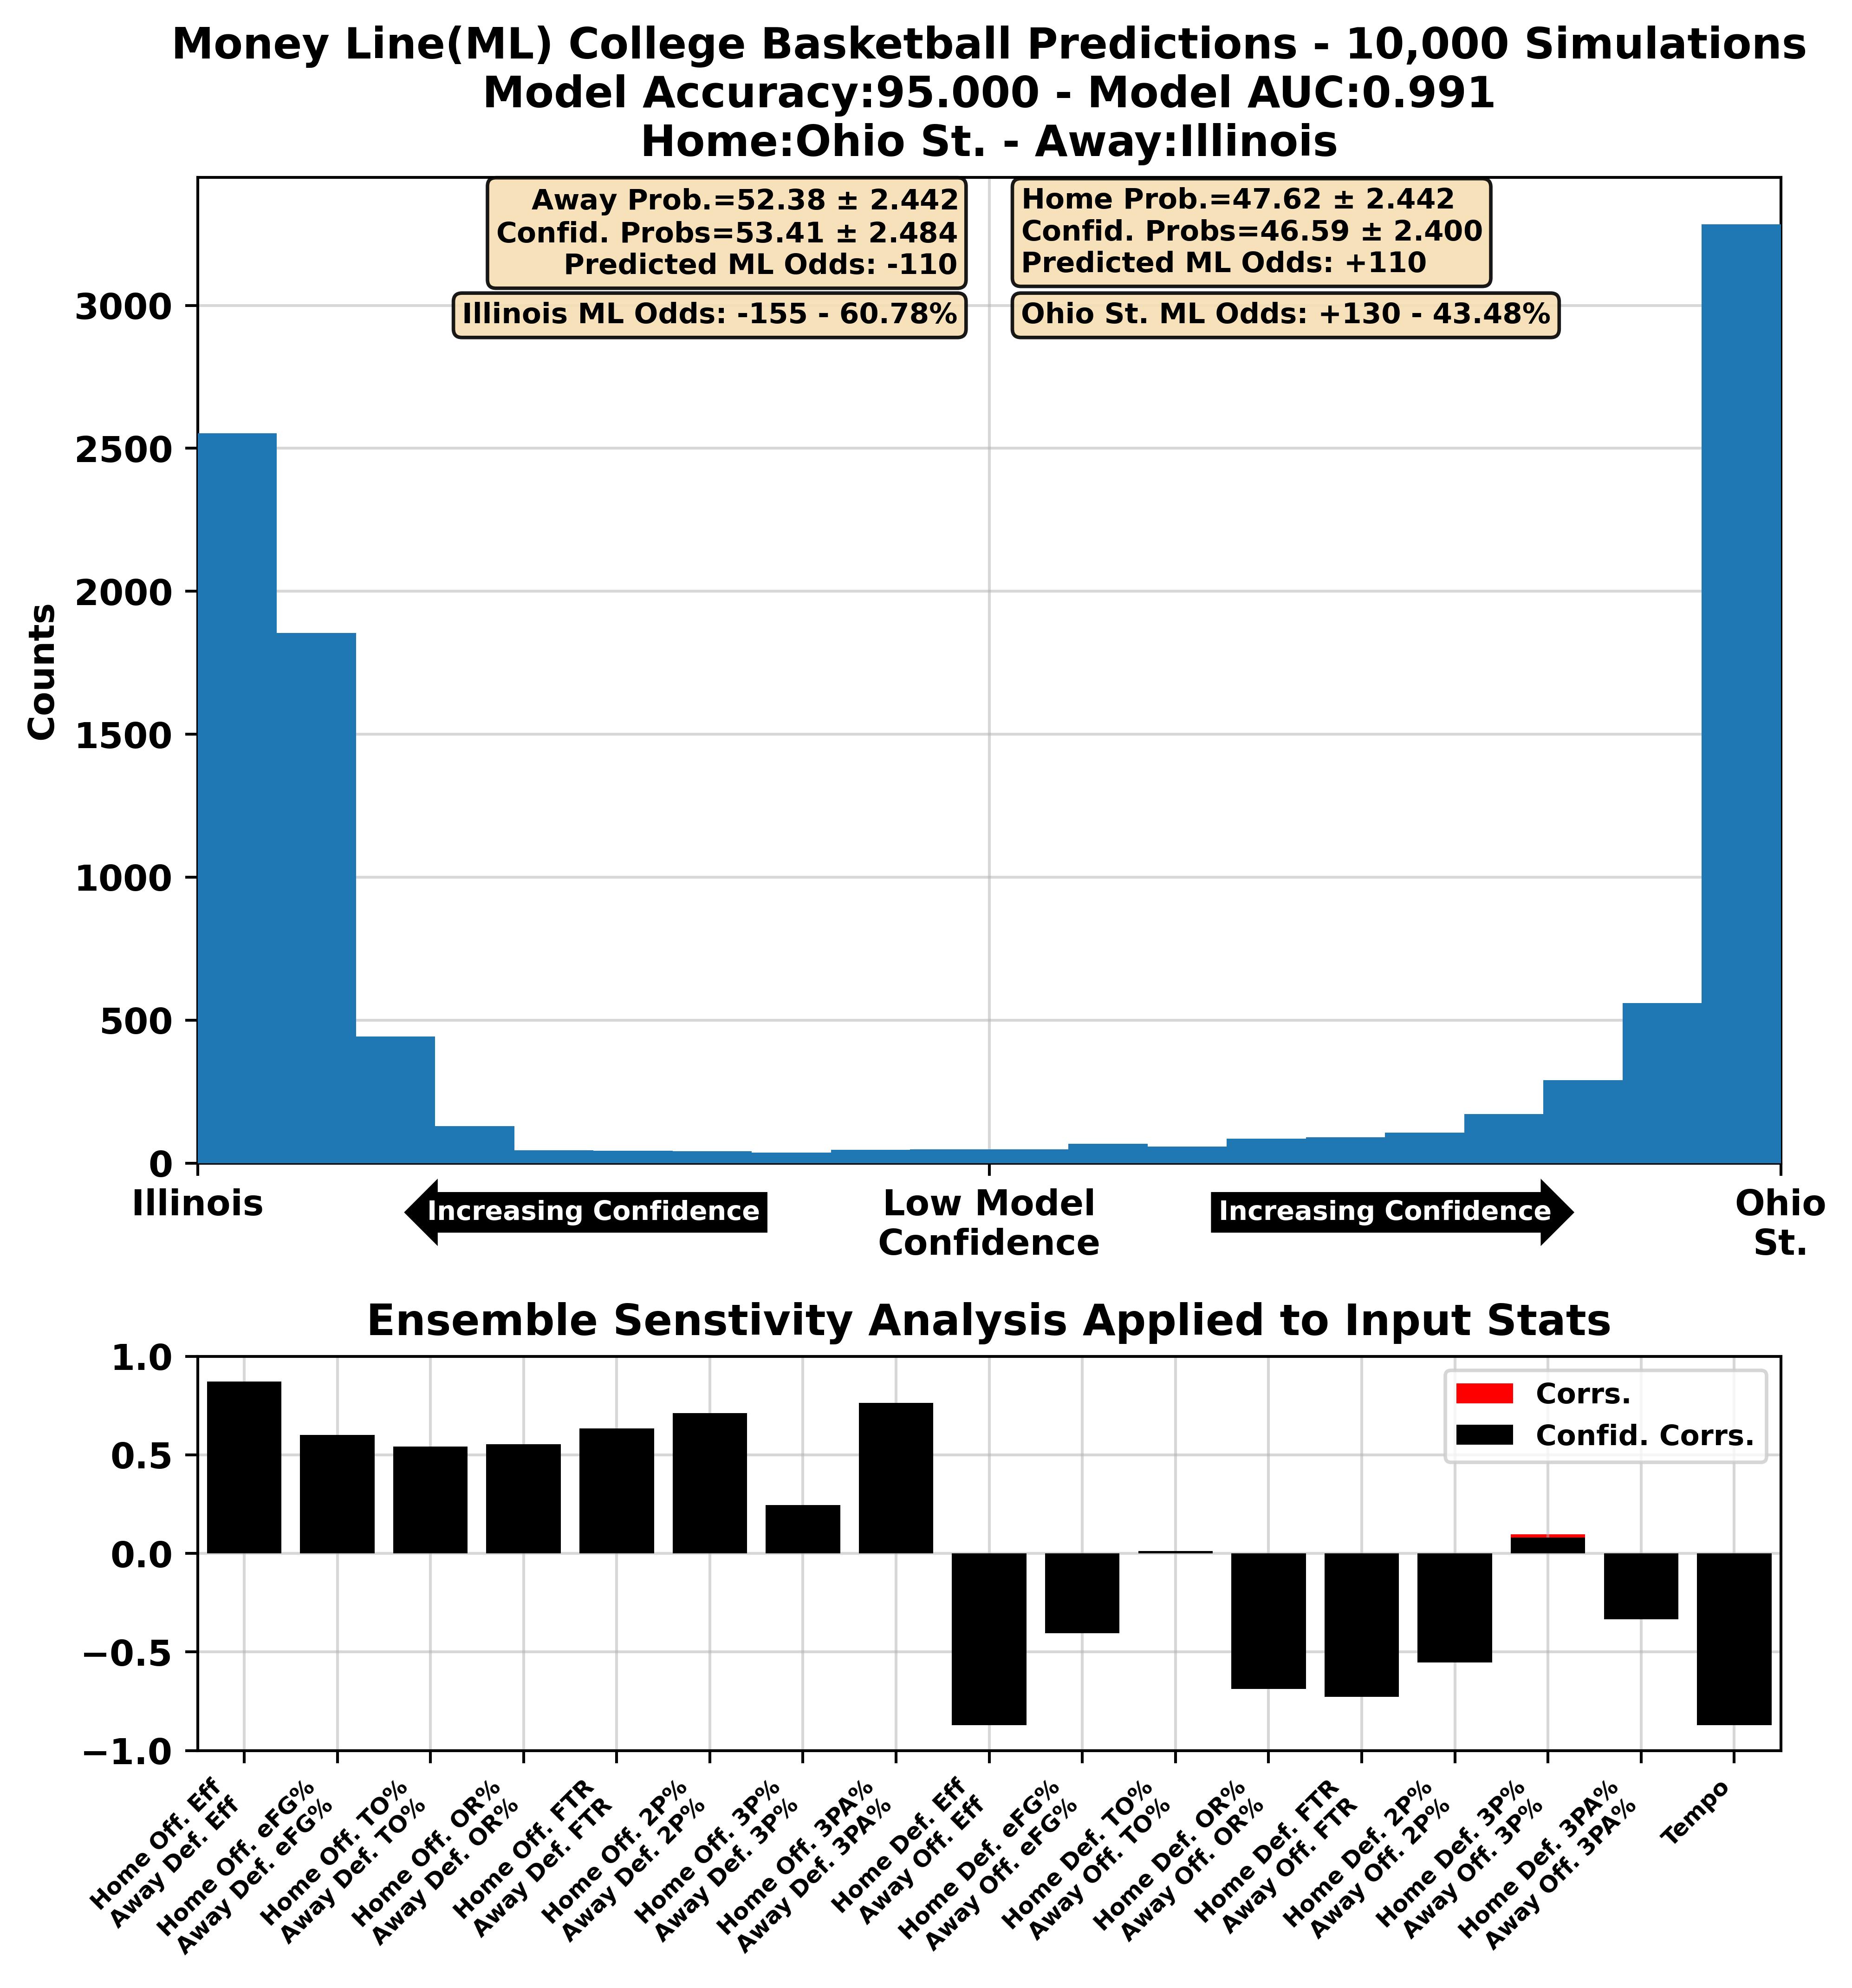 Money Line(ML) College Basketball Predictions - 10,000 Simulations
Model Accuracy:95.000 - Model AUC:0.991
Home:Ohio St. - Away:Illinois
Away Prob.=52.38 ± 2.442
Confid. Probs=53.41 ± 2.484
Predicted ML Odds: -110
Illinois ML Odds: -155 - 60.78%
Home Prob.=47.62 ± 2.442
Confid. Probs=46.59 ± 2.400
Predicted ML Odds: +110
Ohio St. ML Odds: +130 - 43.48%
Counts
3000
2500
2000
1500
1000
500
0
Illinois
Increasing Confidence
Low Model
Confidence
Increasing Confidence
Ohio
St.
Ensemble Senstivity Analysis Applied to Input Stats
1.0
0.5
0.0
−0.5
−1.0
Corrs.
Confid. Corrs.
Home Off. Eff
Away Def. Eff
Home Off. eFG%
Away Def. eFG%
Home Off. TO%
Away Def. TO%
Home Off. OR%
Away Def. OR%
Home Off. FTR
Away Def. FTR
Home Off. 2P%
Away Def. 2P%
Home Off. 3P%
Away Def. 3P%
Home Off. 3PA%
Away Def. 3PA%
Home Def. Eff
Away Off. Eff
Home Def. eFG%
Away Off. eFG%
Home Def. TO%
Away Off. TO%
Home Def. OR%
Away Off. OR%
Home Def. FTR
Away Off. FTR
Home Def. 2P%
Away Off. 2P%
Home Def. 3P%
Away Off. 3P%
Home Def. 3PA%
Away Off. 3PA%
Tempo